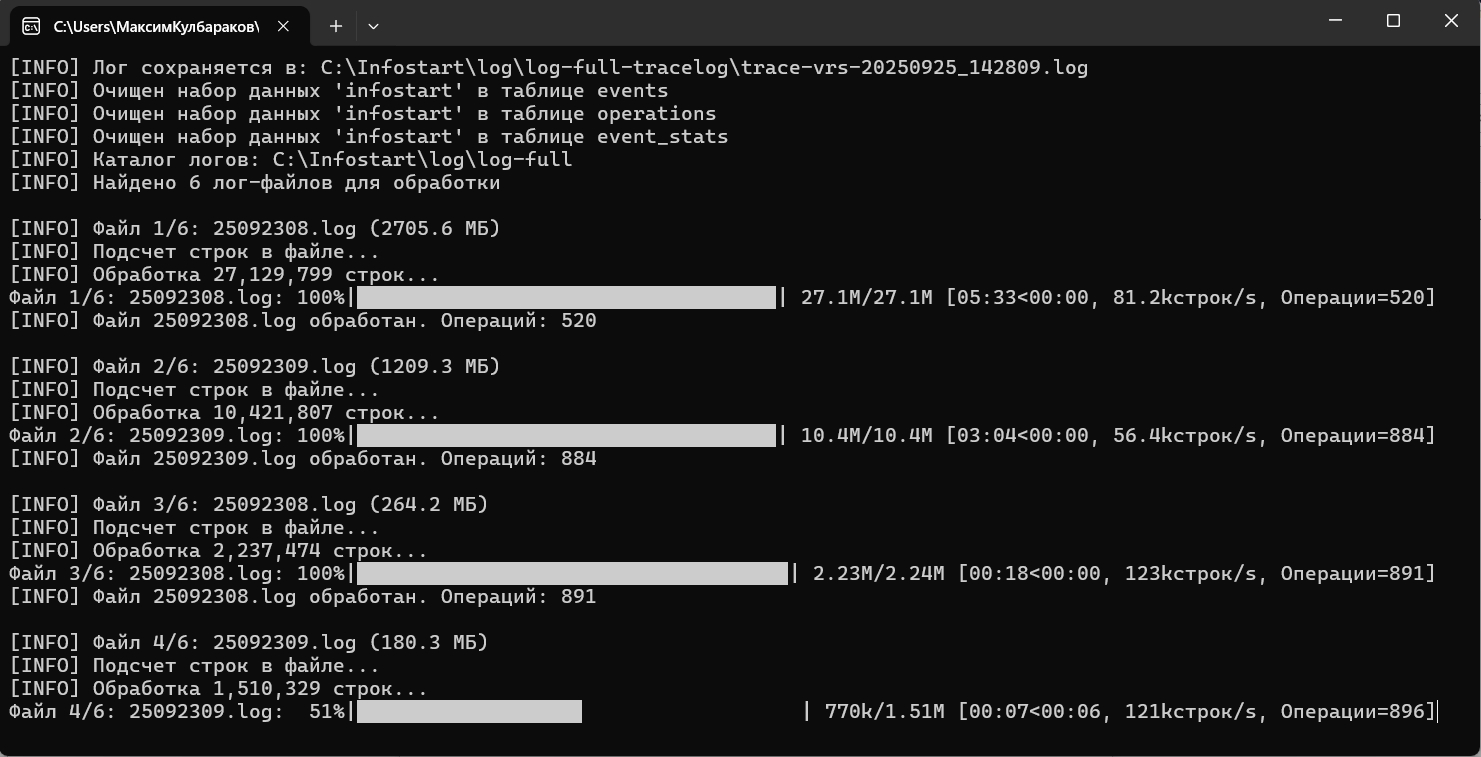 C:\Users\МаксимКулбараков\
[INFO] Лог сохраняется в: C:\Infostart\log\log-full-tracelog\trace-vrs-20250925_142809.log
[INFO] Очищен набор данных 'infostart' в таблице events
[INFO] Очищен набор данных 'infostart' в таблице operations
[INFO] Очищен набор данных 'infostart' в таблице event_stats
[INFO] Каталог логов: C:\Infostart\log\log-full
[INFO] Найдено 6 лог-файлов для обработки
[INFO] Файл 1/6: 25092308.log (2705.6 МБ)
[INFO] Подсчет строк в файле...
[INFO] Обработка 27,129,799 строк...
Файл 1/6: 25092308.log: 100%| | 27.1M/27.1M [05:33<00:00, 81.2kстрок/s, Операции=520]
[INFO] Файл 25092308.log обработан. Операций: 520
[INFO] Файл 2/6: 25092309.log (1209.3 МБ)
[INFO] Подсчет строк в файле...
[INFO] Обработка 10,421,807 строк...
Файл 2/6: 25092309.log: 100%| | 10.4M/10.4M [03:04<00:00, 56.4kстрок/s, Операции=884]
[INFO] Файл 25092309.log обработан. Операций: 884
[INFO] Файл 3/6: 25092308.log (264.2 МБ)
[INFO] Подсчет строк в файле...
[INFO] Обработка 2,237,474 строк...
Файл 3/6: 25092308.log: 100%| | 2.23M/2.24M [00:18<00:00, 123kстрок/s, Операции=891]
[INFO] Файл 25092308.log обработан. Операций: 891
[INFO] Файл 4/6: 25092309.log (180.3 МБ)
[INFO] Подсчет строк в файле...
[INFO] Обработка 1,510,329 строк...
Файл 4/6: 25092309.log: 51%| | 770k/1.51M [00:07<00:06, 121kстрок/s, Операции=896]